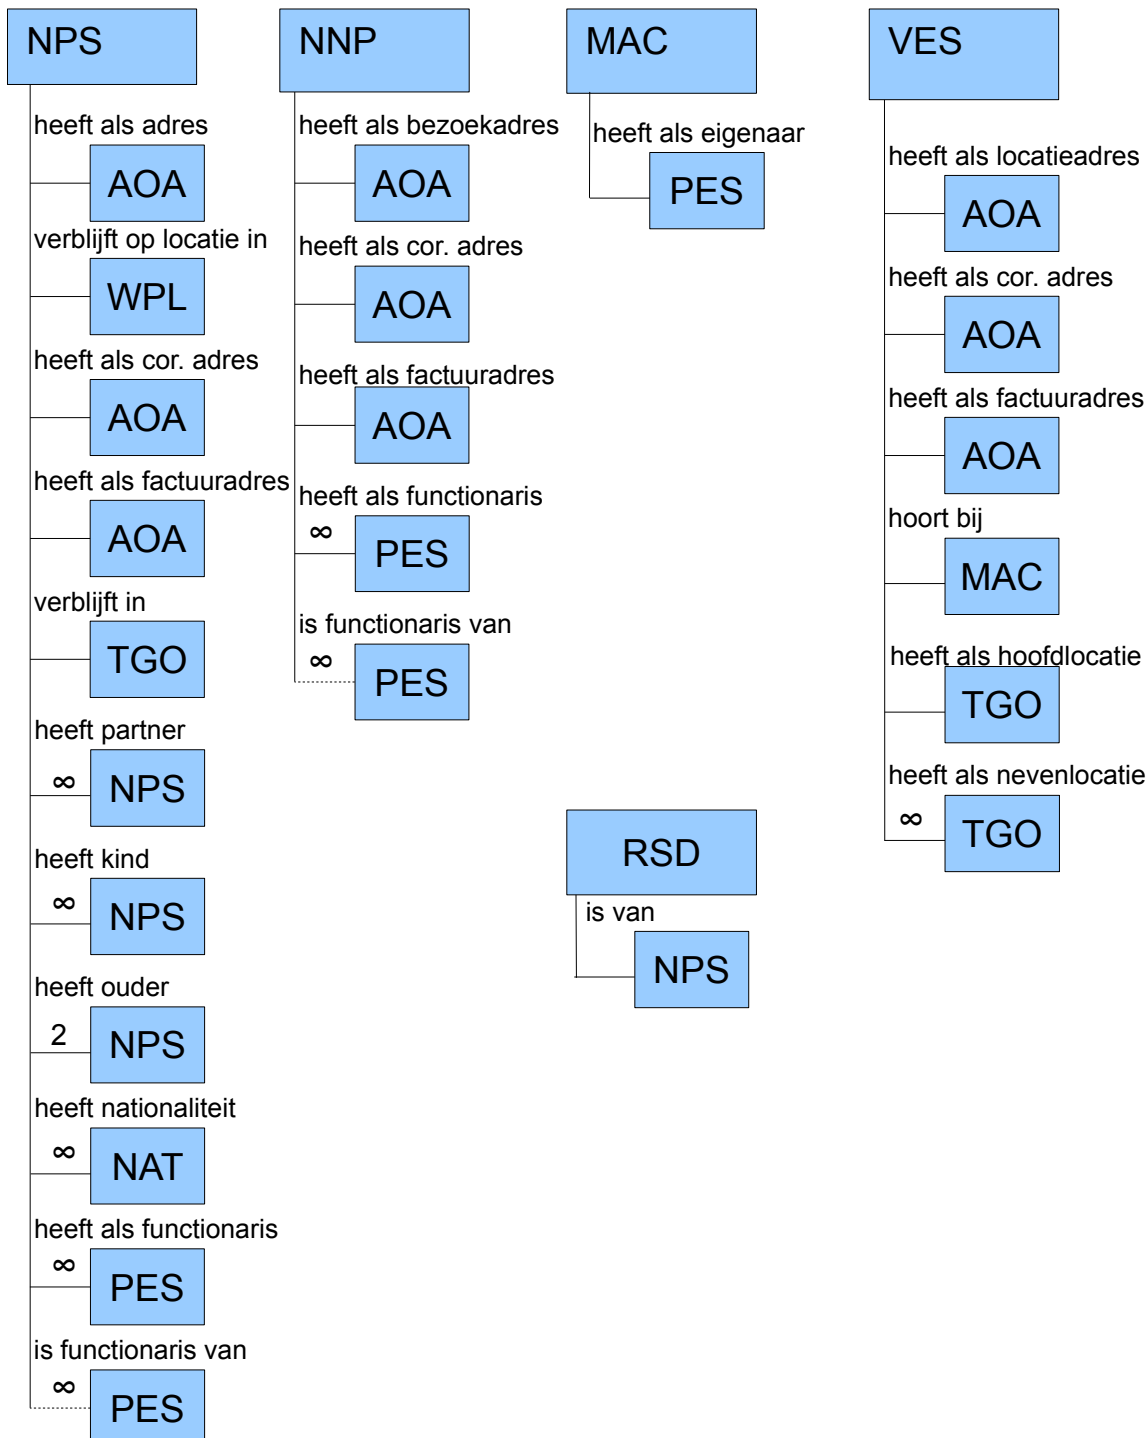 NPS
heeft als adres
AOA
verblijft op locatie in
WPL
heeft als cor. adres
AOA
heeft als factuuradres
AOA
verblijft in
TGO
heeft partner
∞
NPS
heeft kind
∞
NPS
heeft ouder
2
NPS
heeft nationaliteit
∞
NAT
heeft als functionaris
∞
PES
is functionaris van
∞
PES
NNP
heeft als bezoekadres
AOA
heeft als cor. adres
AOA
heeft als factuuradres
AOA
heeft als functionaris
∞
PES
is functionaris van
∞
PES
MAC
heeft als eigenaar
PES
RSD
is van
NPS
VES
heeft als locatieadres
AOA
heeft als cor. adres
AOA
heeft als factuuradres
AOA
hoort bij
MAC
heeft als hoofdlocatie
TGO
heeft als nevenlocatie
∞
TGO